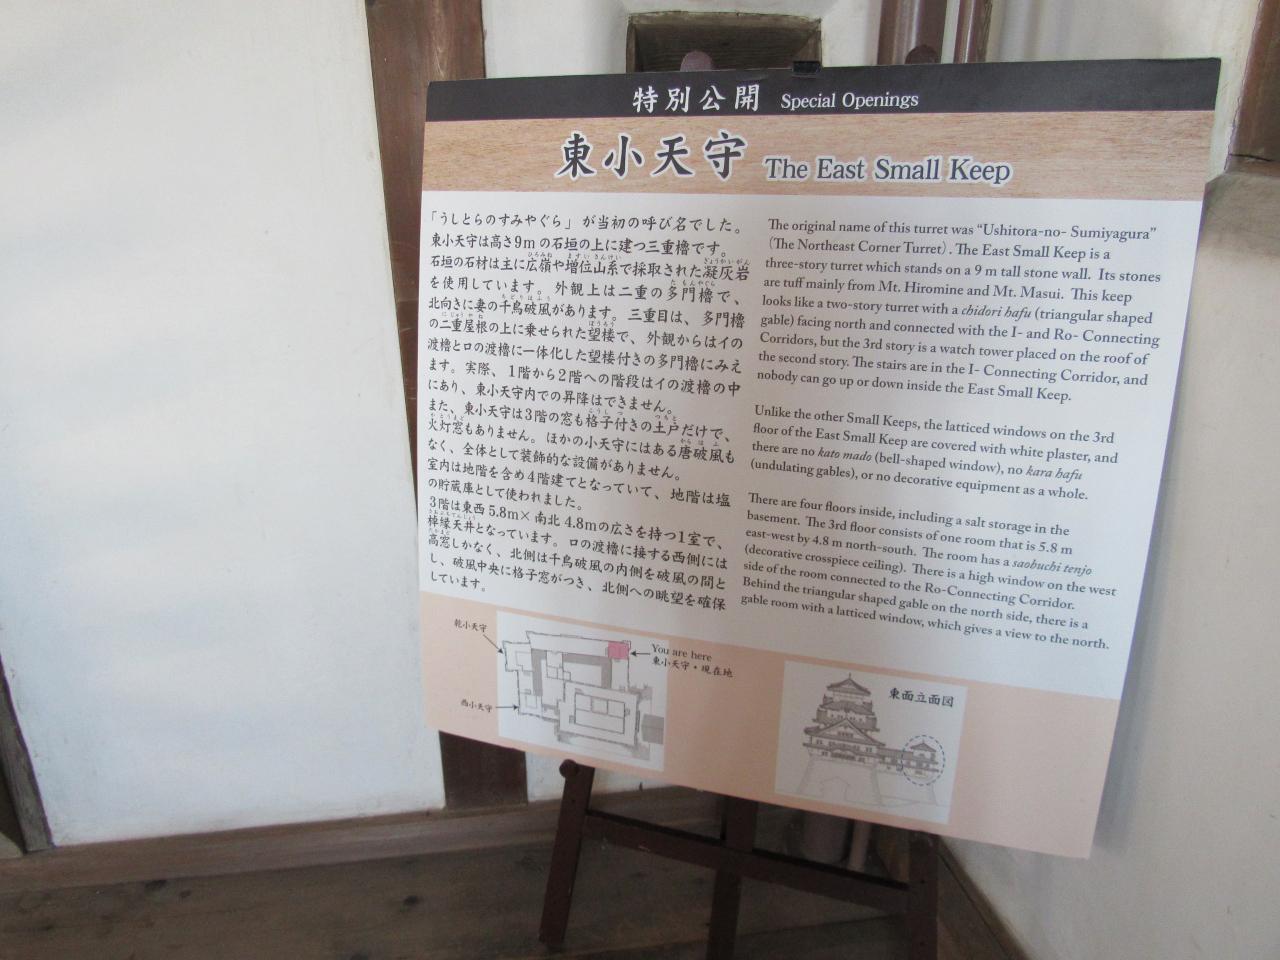 特別公開 Special Openings
東小天守 The East Small Keep
「うしとらのすみやぐら」が当初の呼び名でした。
東小天守は高さ9mの石垣の上に建つ三重櫓です。
石垣の石材は主に広嶺や増位山系で採取された凝灰岩
を使用しています。外観上は二重の多門櫓で、
北向きに妻の千鳥破風があります。三重目は、多門櫓
の二重屋根の上に乗せられた望楼で、外観からはイの
渡櫓とロの渡櫓に一体化した望楼付きの多門櫓にみえ
ます。実際、1階から2階への階段はイの渡櫓の中
にあり、東小天守内での昇降はできません。
また、東小天守は3階の窓も格子付きの土戸だけで、
火灯窓もありません。ほかの小天守にはある唐破風も
なく、全体として装飾的な設備がありません。
室内は地階を含め4階建てとなっていて、地階は塩
の貯蔵庫として使われました。
3階は東西5.8m×南北4.8mの広さを持つ1室で、
棹縁天井となっています。ロの渡櫓に接する西側には
高窓しかなく、北側は千鳥破風の内側を破風の間と
し、破風中央に格子窓がつき、北側への眺望を確保
しています。
The original name of this turret was “Ushitora-no- Sumiyagura”
(The Northeast Corner Turret). The East Small Keep is a
three-story turret which stands on a 9 m tall stone wall. Its stones
are tuff mainly from Mt. Hiromine and Mt. Masui. This keep
looks like a two-story turret with a chidori hafu (triangular shaped
gable) facing north and connected with the I- and Ro- Connecting
Corridors, but the 3rd story is a watch tower placed on the roof of
the second story. The stairs are in the I- Connecting Corridor, and
nobody can go up or down inside the East Small Keep.
Unlike the other Small Keeps, the latticed windows on the 3rd
floor of the East Small Keep are covered with white plaster, and
there are no kato mado (bell-shaped window), no kara hafu
(undulating gables), or no decorative equipment as a whole.
There are four floors inside, including a salt storage in the
basement. The 3rd floor consists of one room that is 5.8 m
east-west by 4.8 m north-south. The room has a saobuchi tenjo
(decorative crosspiece ceiling). There is a high window on the west
side of the room connected to the Ro-Connecting Corridor.
Behind the triangular shaped gable on the north side, there is a
gable room with a latticed window, which gives a view to the north.
乾小天守
You are here
東小天守・現在地
西小天守
東面立面図